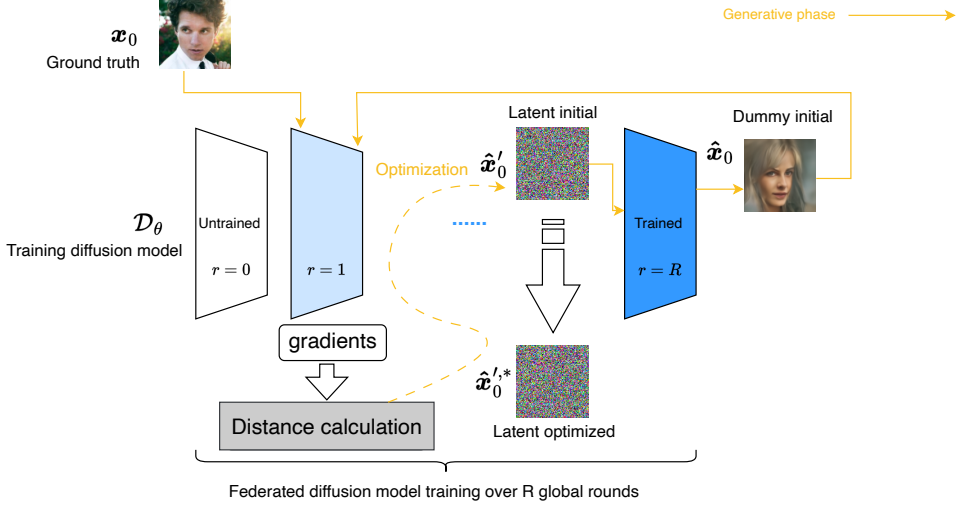 Generative phase
x₀
Ground truth
Latent initial
Dummy initial
Optimization
x̂′₀
x̂₀
𝒟_θ
Training diffusion model
Untrained
Trained
r = 0
r = 1
r = R
gradients
x̂₀′,*
Distance calculation
Latent optimized
Federated diffusion model training over R global rounds